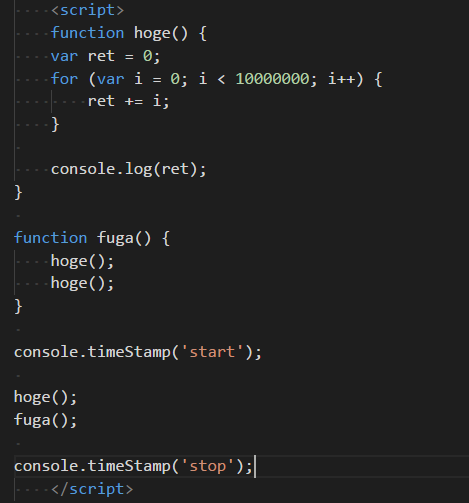 <script>
function hoge() {
var ret = 0;
for (var i = 0; i < 10000000; i++) {
ret += i;
}
console.log(ret);
}
function fuga() {
hoge();
hoge();
}
console.timeStamp('start');
hoge();
fuga();
console.timeStamp('stop');
</script>